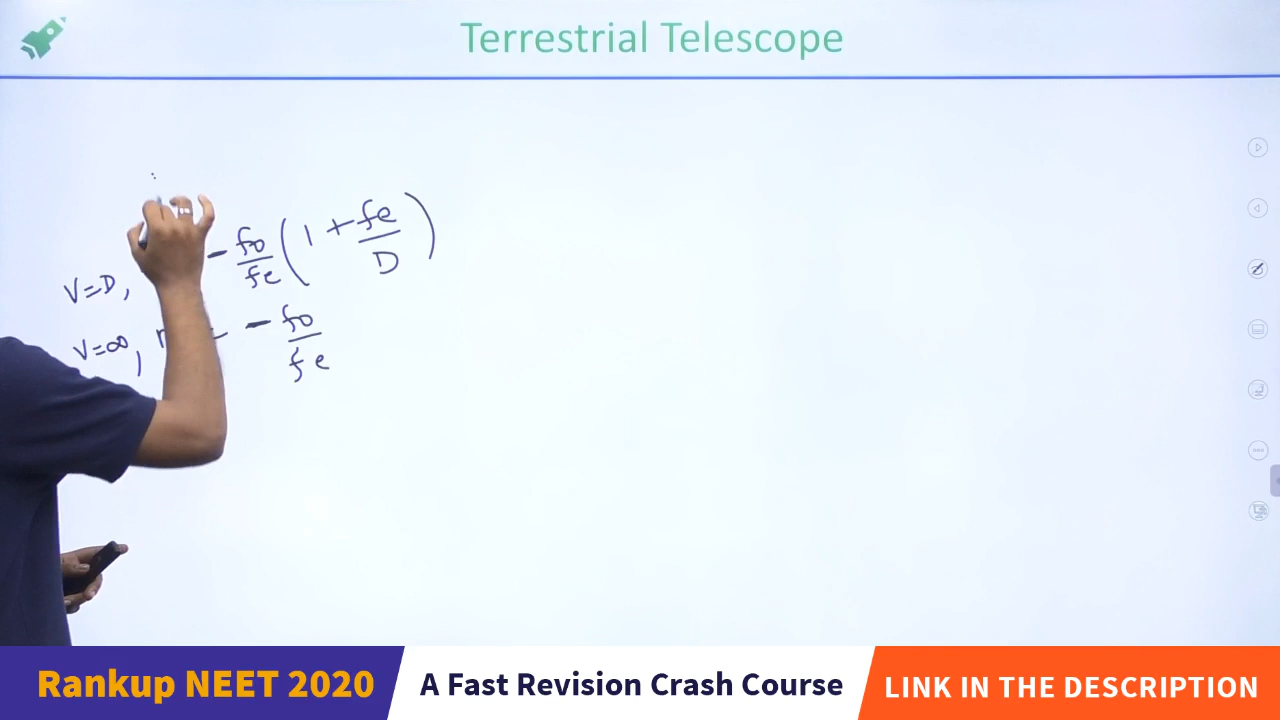 Terrestrial Telescope
V=D, - fo/fe (1 + fe/D)
V=∞, - fo/fe
Rankup NEET 2020
A Fast Revision Crash Course
LINK IN THE DESCRIPTION